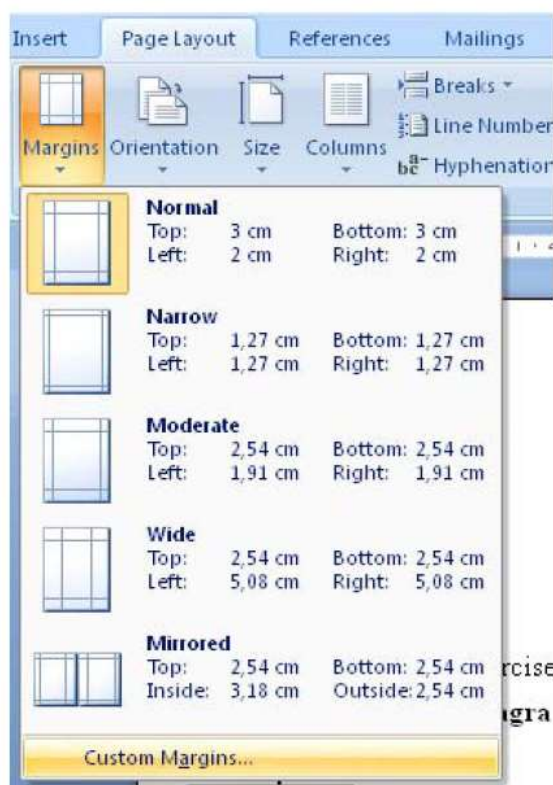 Insert Page Layout References Mailings
Breaks
Line Number
Margins Orientation Size Columns
Hyphenation
Normal
Top: 3 cm Bottom: 3 cm
Left: 2 cm Right: 2 cm
Narrow
Top: 1,27 cm Bottom: 1,27 cm
Left: 1,27 cm Right: 1,27 cm
Moderate
Top: 2,54 cm Bottom: 2,54 cm
Left: 1,91 cm Right: 1,91 cm
Wide
Top: 2,54 cm Bottom: 2,54 cm
Left: 5,08 cm Right: 5,08 cm
Mirrored
Top: 2,54 cm Bottom: 2,54 cm
Inside: 3,18 cm Outside: 2,54 cm
rcise
agra
Custom Margins...